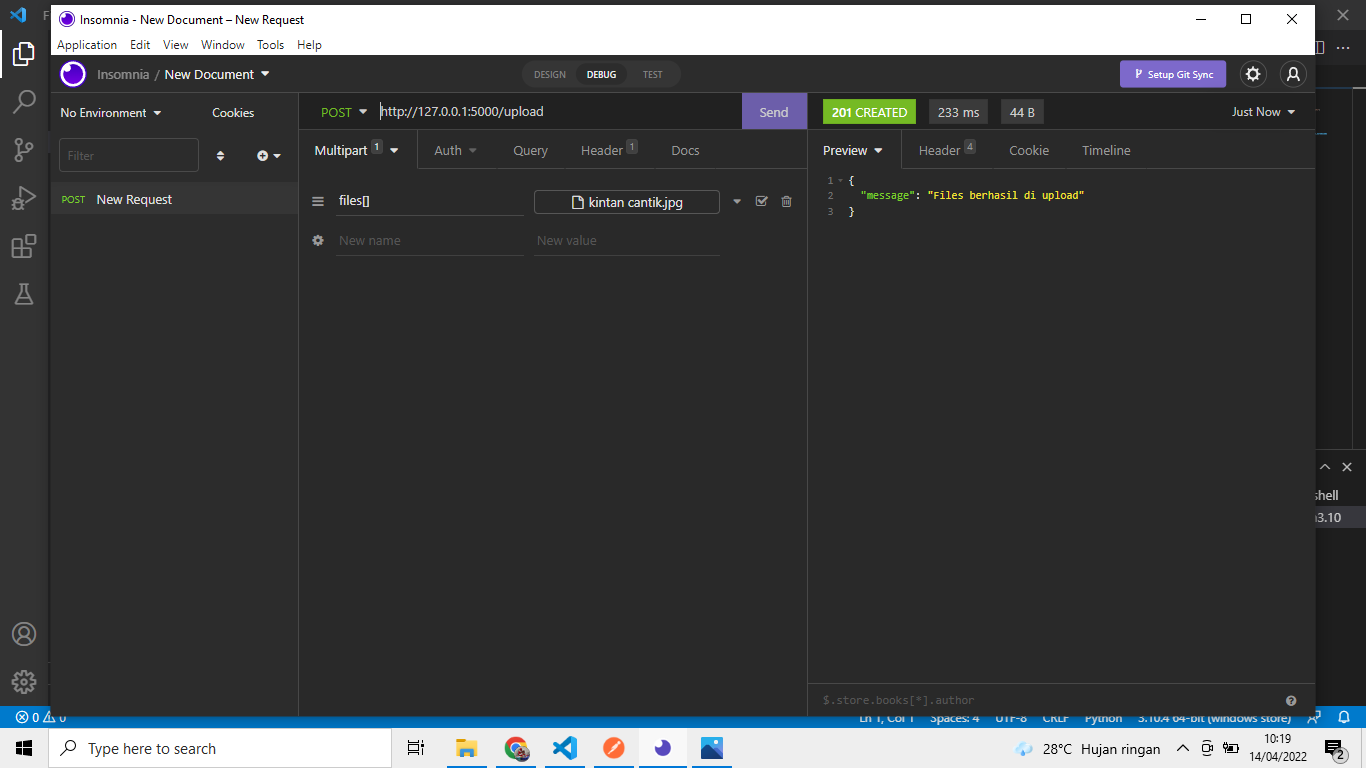 F
Insomnia - New Document – New Request
Application Edit View Window Tools Help
Insomnia / New Document
DESIGN DEBUG TEST
Setup Git Sync
No Environment Cookies
POST http://127.0.0.1:5000/upload Send
201 CREATED 233 ms 44 B Just Now
Filter
Multipart 1 Auth Query Header 1 Docs
Preview Header 4 Cookie Timeline
POST New Request
files[] kintan cantik.jpg
New name New value
1 {
2 "message": "Files berhasil di upload"
3 }
shell
3.10
$.store.books[*].author
0 0
Ln 1, Col 1 Spaces: 4 UTF-8 CRLF Python 3.10.4 64-bit (windows store)
Type here to search
28°C Hujan ringan
10:19
14/04/2022
2